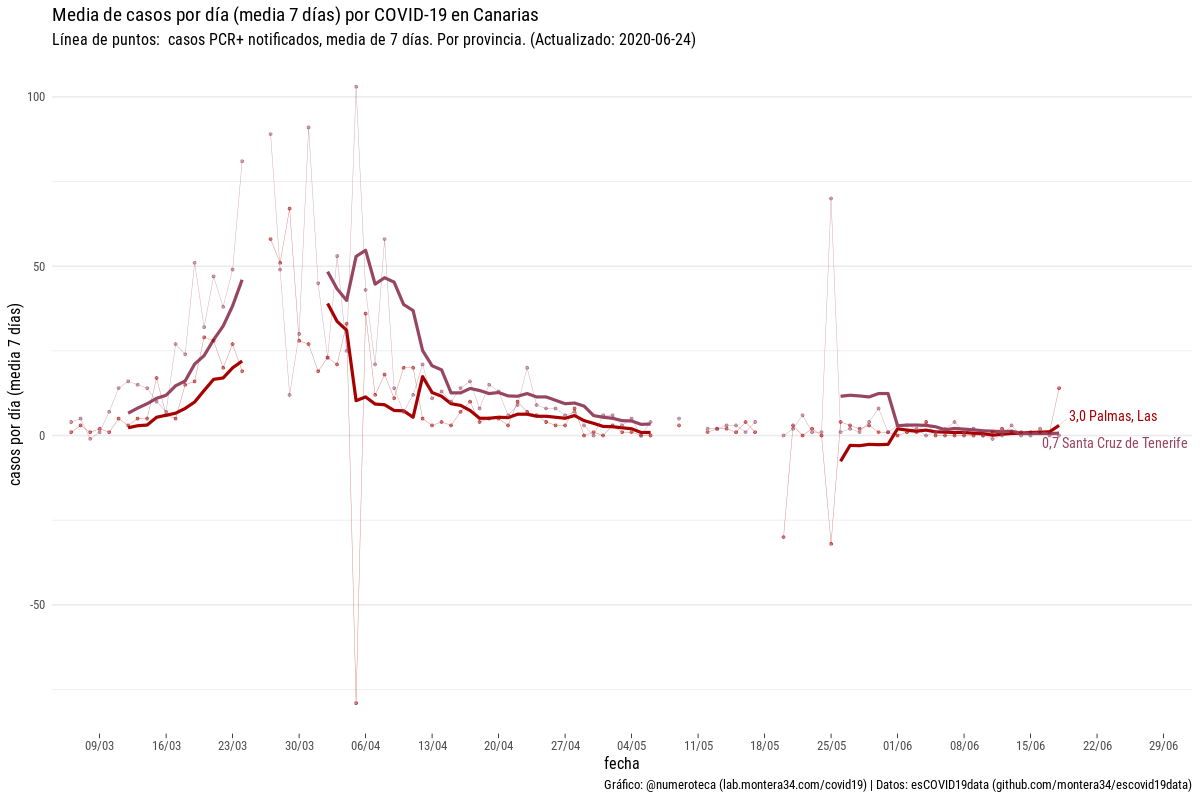 Media de casos por día (media 7 días) por COVID-19 en Canarias
Línea de puntos:  casos PCR+ notificados, media de 7 días. Por provincia. (Actualizado: 2020-06-24)
casos por día (media 7 días)
100
50
0
-50
3,0 Palmas, Las
0,7 Santa Cruz de Tenerife
09/03 16/03 23/03 30/03 06/04 13/04 20/04 27/04 04/05 11/05 18/05 25/05 01/06 08/06 15/06 22/06 29/06
fecha
Gráfico: @numeroteca (lab.montera34.com/covid19) | Datos: esCOVID19data (github.com/montera34/escovid19data)